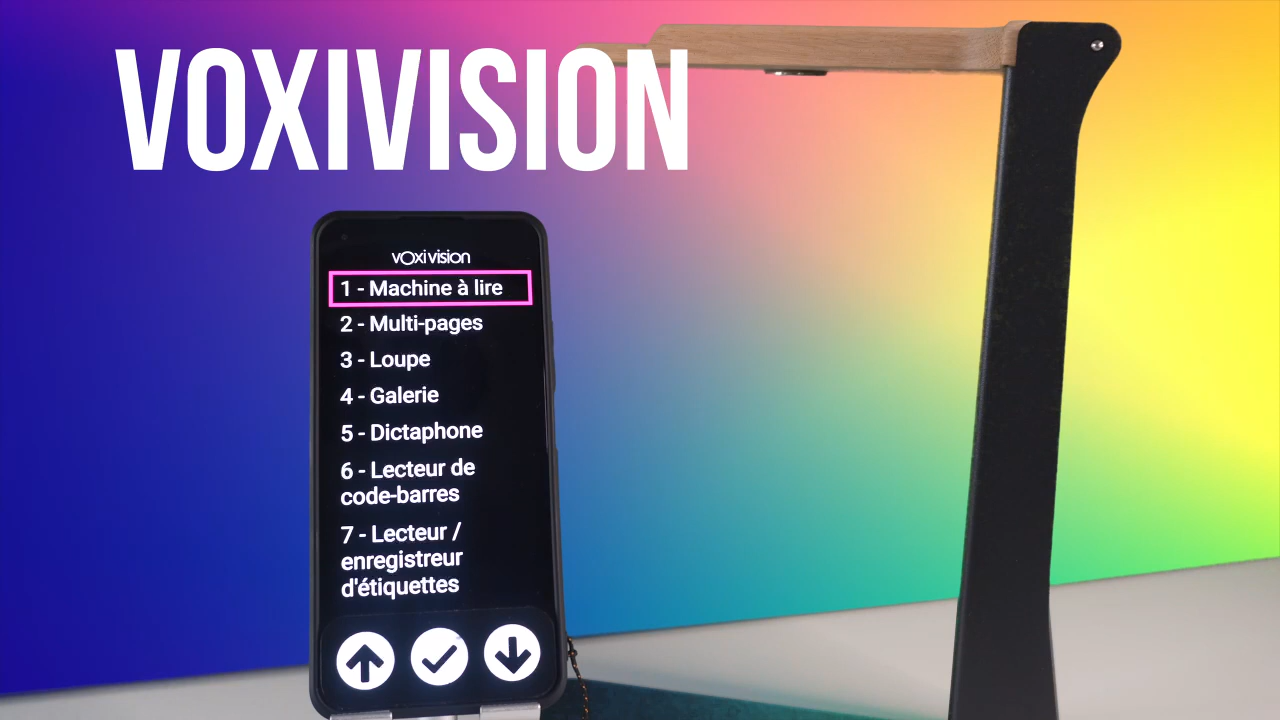 VOXIVISION
voxivision
1 - Machine à lire
2 - Multi-pages
3 - Loupe
4 - Galerie
5 - Dictaphone
6 - Lecteur de
code-barres
7 - Lecteur /
enregistreur
d'étiquettes